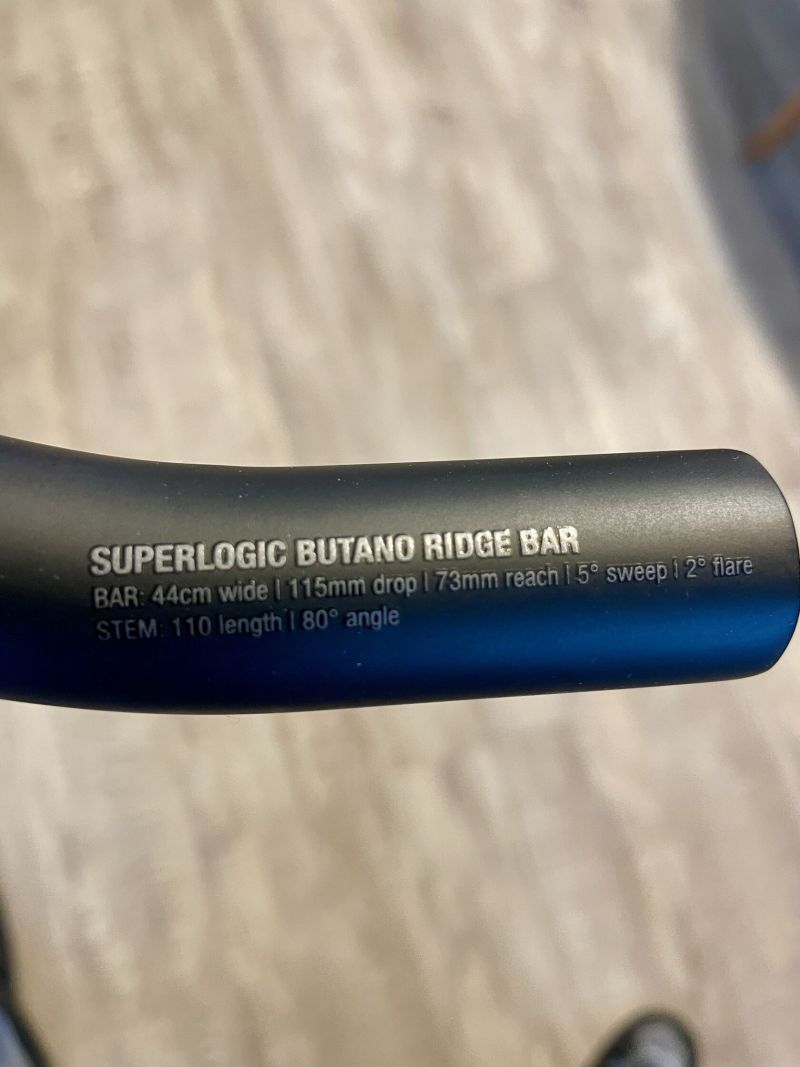 SUPERLOGIC BUTANO RIDGE BAR
BAR: 44cm wide | 115mm drop | 73mm reach | 5° sweep | 2° flare
STEM: 110 length | 80° angle